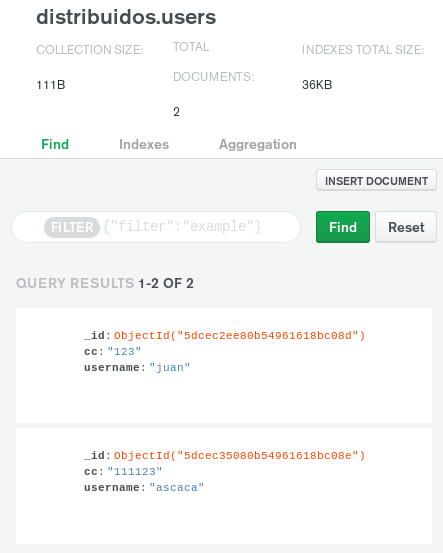 distribuidos.users
COLLECTION SIZE: TOTAL DOCUMENTS: INDEXES TOTAL SIZE:
111B 2 36KB
Find Indexes Aggregation
INSERT DOCUMENT
FILTER {"filter":"example"} Find Reset
QUERY RESULTS 1-2 OF 2
_id: ObjectId("5dcec2ee80b54961618bc08d")
cc: "123"
username: "juan"
_id: ObjectId("5dcec35080b54961618bc08e")
cc: "111123"
username: "ascaca"